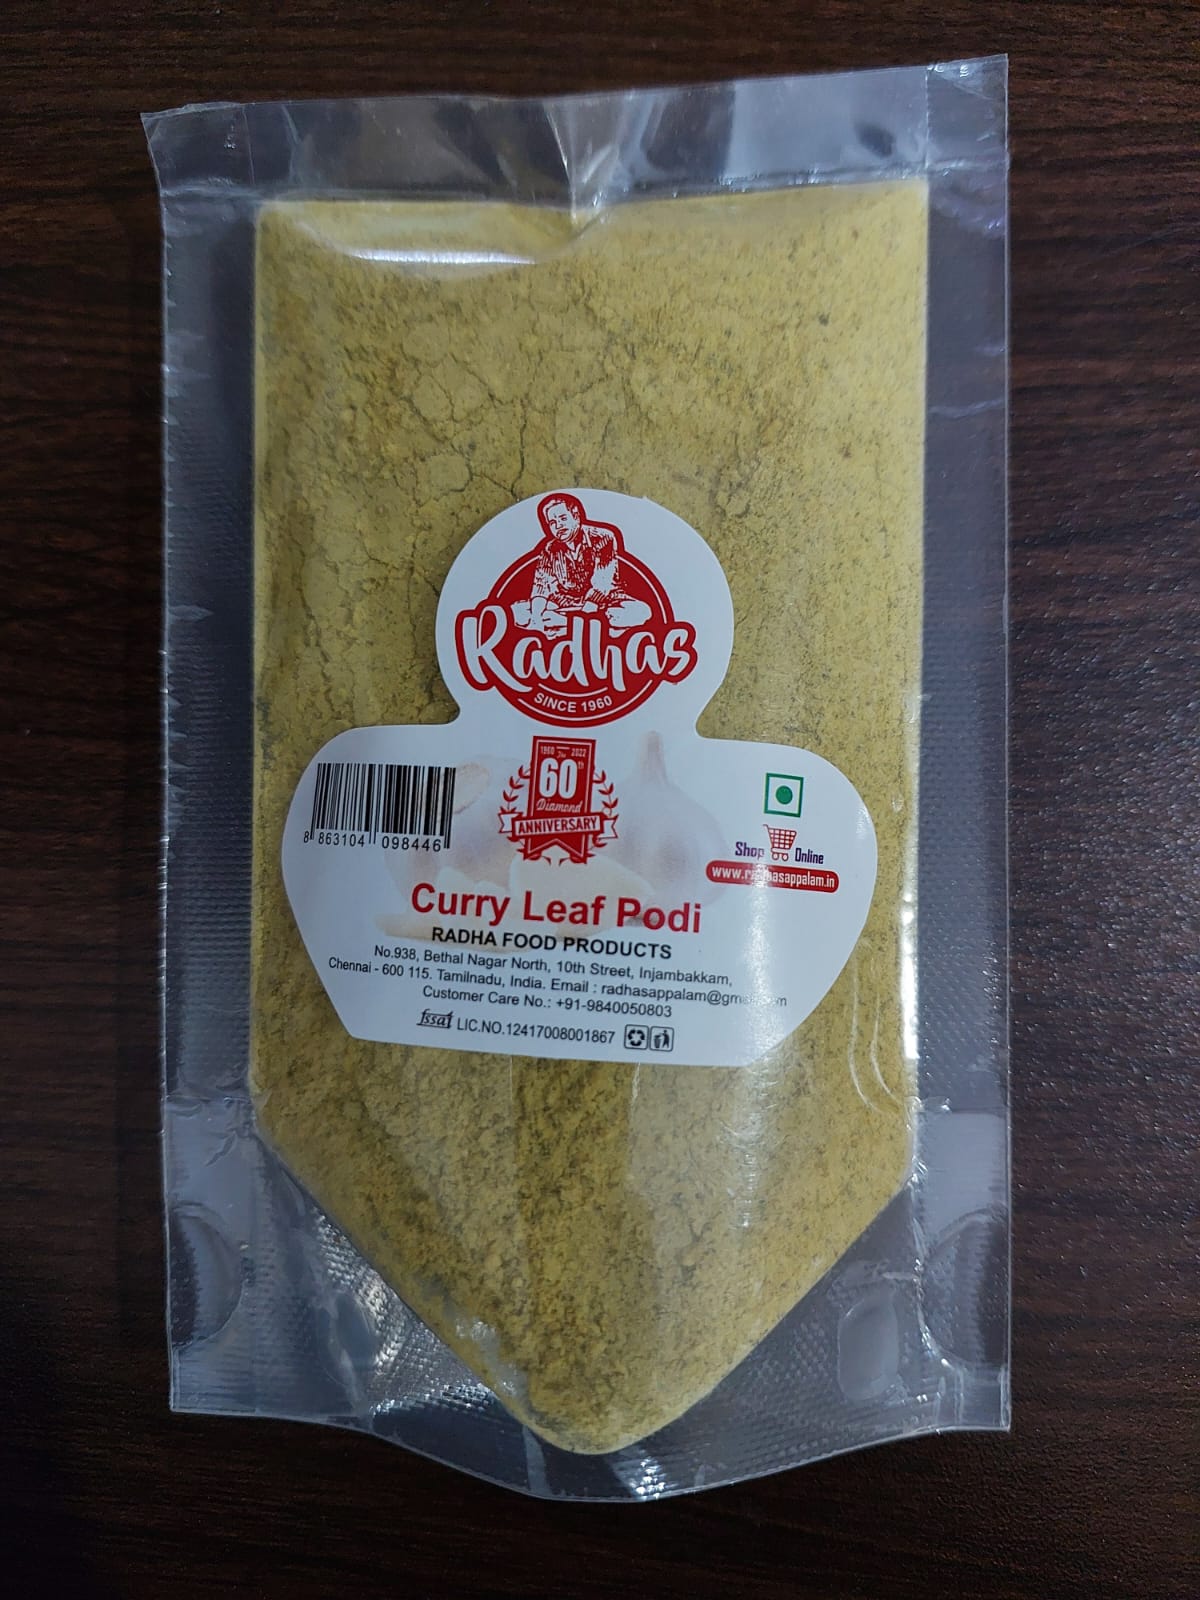 Radhas
SINCE 1960
1960 2022
60th
Diamond
ANNIVERSARY
8 863104 098446
Shop Online
Curry Leaf Podi
RADHA FOOD PRODUCTS
No.938, Bethal Nagar North, 10th Street, Injambakkam,
Chennai - 600 115. Tamilnadu, India. Email :
Customer Care No.: +91-9840050803
fssai LIC.NO.12417008001867